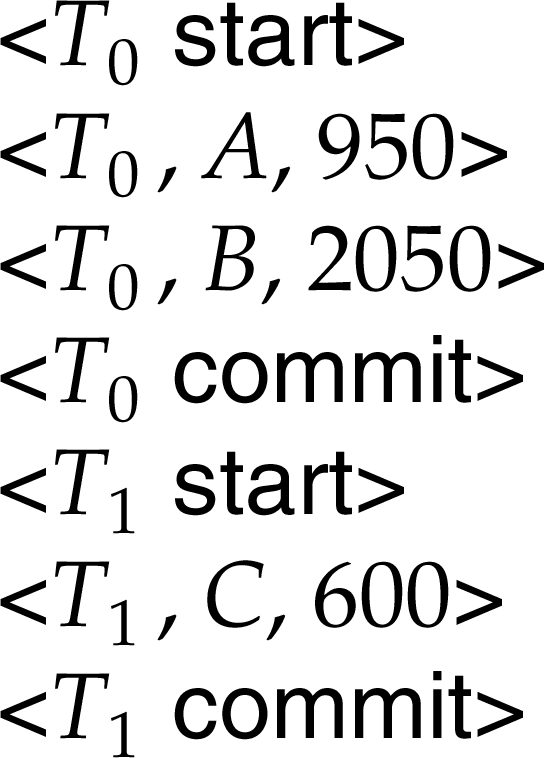 <T0 start>
<T0 , A, 950>
<T0 , B, 2050>
<T0 commit>
<T1 start>
<T1 , C, 600>
<T1 commit>